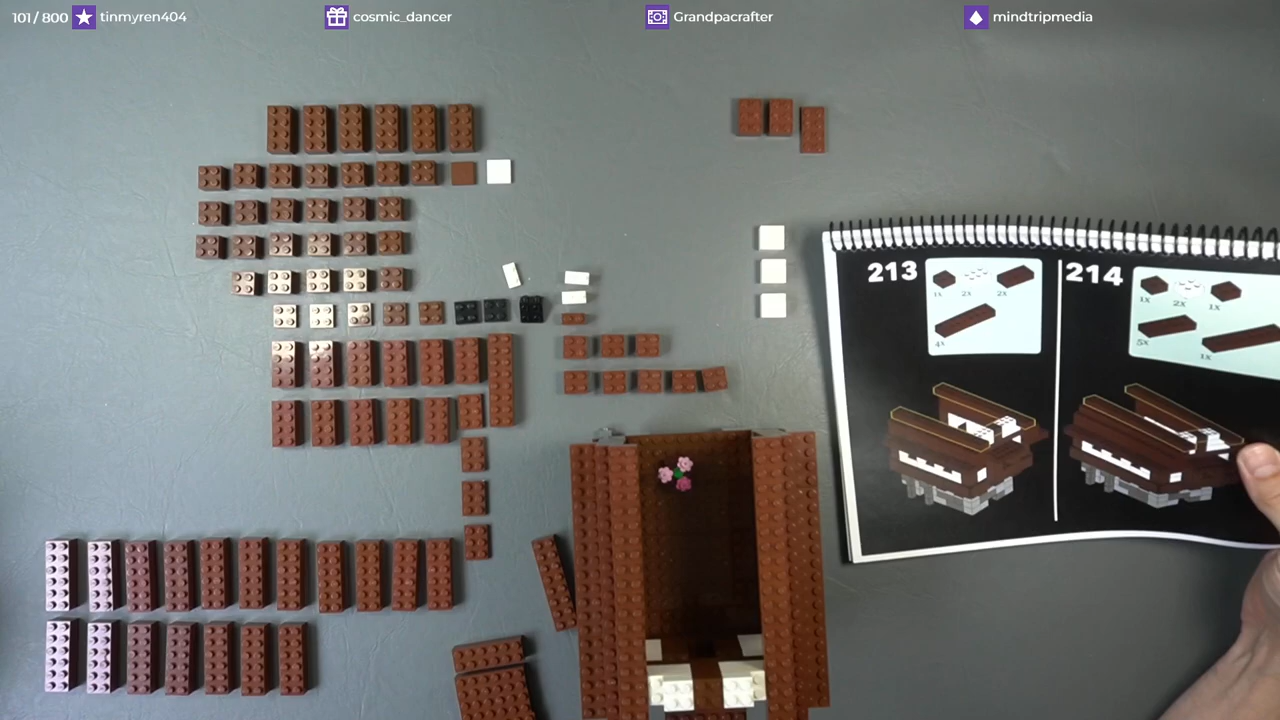 101 / 800 tinmyren404 cosmic_dancer Grandpacrafter mindtripmedia
213 214
1x 2x 2x 1x 2x 1x
4x 5x 1x